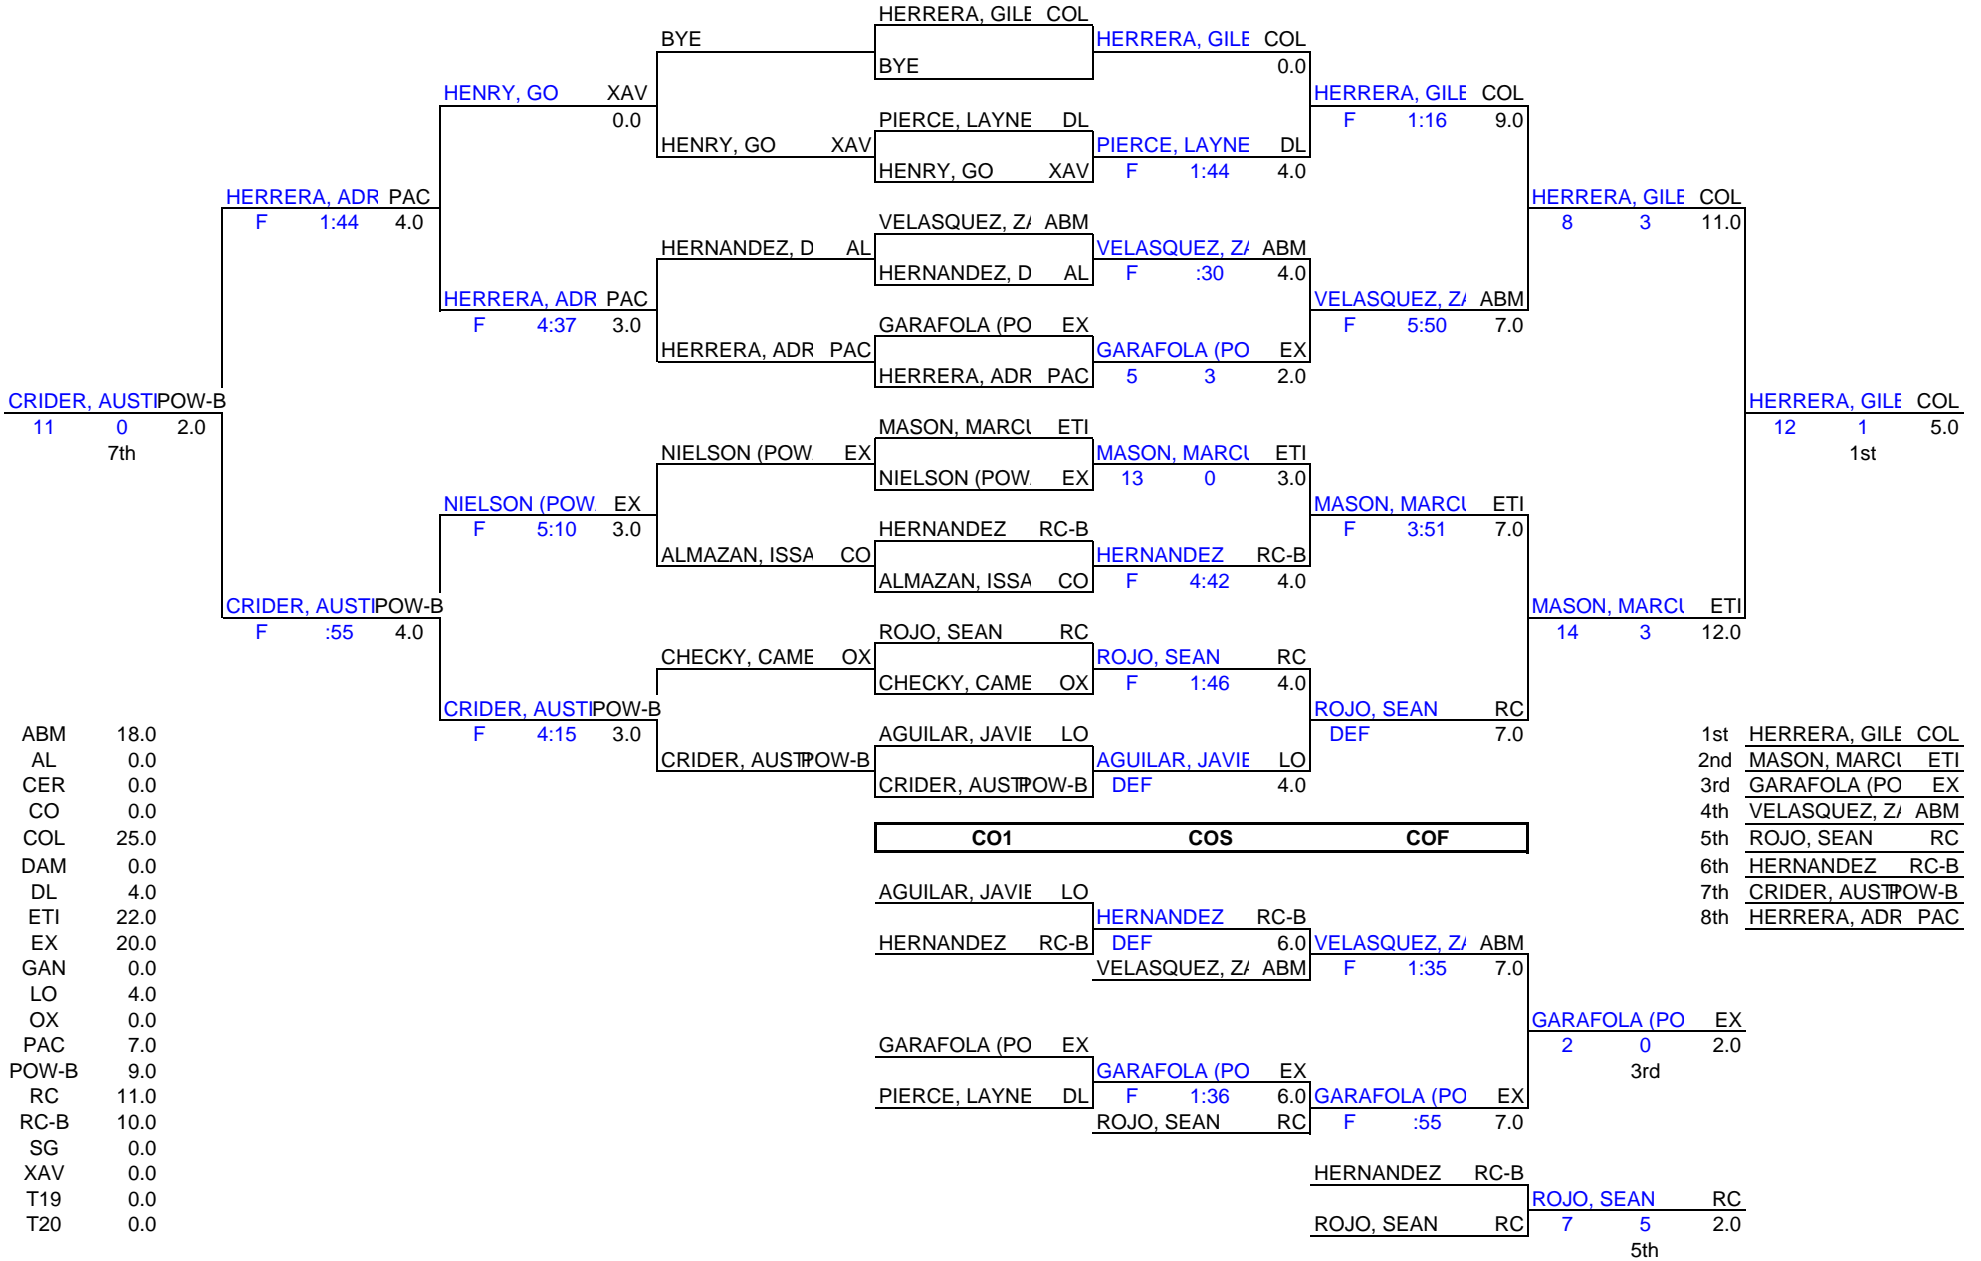 HERRERA, GILE COL
BYE HERRERA, GILE COL
BYE 0.0
HENRY, GO XAV HERRERA, GILE COL
0.0 PIERCE, LAYNE DL F 1:16 9.0
HENRY, GO XAV PIERCE, LAYNE DL
HENRY, GO XAV F 1:44 4.0
HERRERA, ADR PAC HERRERA, GILE COL
F 1:44 4.0 VELASQUEZ, ZA ABM 8 3 11.0
HERNANDEZ, D AL VELASQUEZ, ZA ABM
HERNANDEZ, D AL F :30 4.0
HERRERA, ADR PAC VELASQUEZ, ZA ABM
F 4:37 3.0 GARAFOLA (PO EX F 5:50 7.0
HERRERA, ADR PAC GARAFOLA (PO EX
HERRERA, ADR PAC 5 3 2.0
CRIDER, AUSTI POW-B HERRERA, GILE COL
11 0 2.0 MASON, MARCU ETI 12 1 5.0
7th NIELSON (POW. EX MASON, MARCU ETI 1st
NIELSON (POW. EX 13 0 3.0
NIELSON (POW. EX MASON, MARCU ETI
F 5:10 3.0 HERNANDEZ RC-B F 3:51 7.0
ALMAZAN, ISSA CO HERNANDEZ RC-B
ALMAZAN, ISSA CO F 4:42 4.0
CRIDER, AUSTI POW-B MASON, MARCU ETI
F :55 4.0 ROJO, SEAN RC 14 3 12.0
CHECKY, CAME OX ROJO, SEAN RC
CHECKY, CAME OX F 1:46 4.0
CRIDER, AUSTI POW-B ROJO, SEAN RC
ABM 18.0 F 4:15 3.0 AGUILAR, JAVIE LO DEF 7.0 1st HERRERA, GILE COL
AL 0.0 CRIDER, AUSTI POW-B AGUILAR, JAVIE LO 2nd MASON, MARCU ETI
CER 0.0 CRIDER, AUSTI POW-B DEF 4.0 3rd GARAFOLA (PO EX
CO 0.0 4th VELASQUEZ, ZA ABM
COL 25.0 CO1 COS COF 5th ROJO, SEAN RC
DAM 0.0 6th HERNANDEZ RC-B
DL 4.0 AGUILAR, JAVIE LO 7th CRIDER, AUSTI POW-B
ETI 22.0 HERNANDEZ RC-B 8th HERRERA, ADR PAC
EX 20.0 HERNANDEZ RC-B DEF 6.0 VELASQUEZ, ZA ABM
GAN 0.0 VELASQUEZ, ZA ABM F 1:35 7.0
LO 4.0
OX 0.0 GARAFOLA (PO EX
PAC 7.0 GARAFOLA (PO EX 2 0 2.0
POW-B 9.0 GARAFOLA (PO EX 3rd
RC 11.0 PIERCE, LAYNE DL F 1:36 6.0 GARAFOLA (PO EX
RC-B 10.0 ROJO, SEAN RC F :55 7.0
SG 0.0
XAV 0.0 HERNANDEZ RC-B
T19 0.0 ROJO, SEAN RC
T20 0.0 ROJO, SEAN RC 7 5 2.0
5th